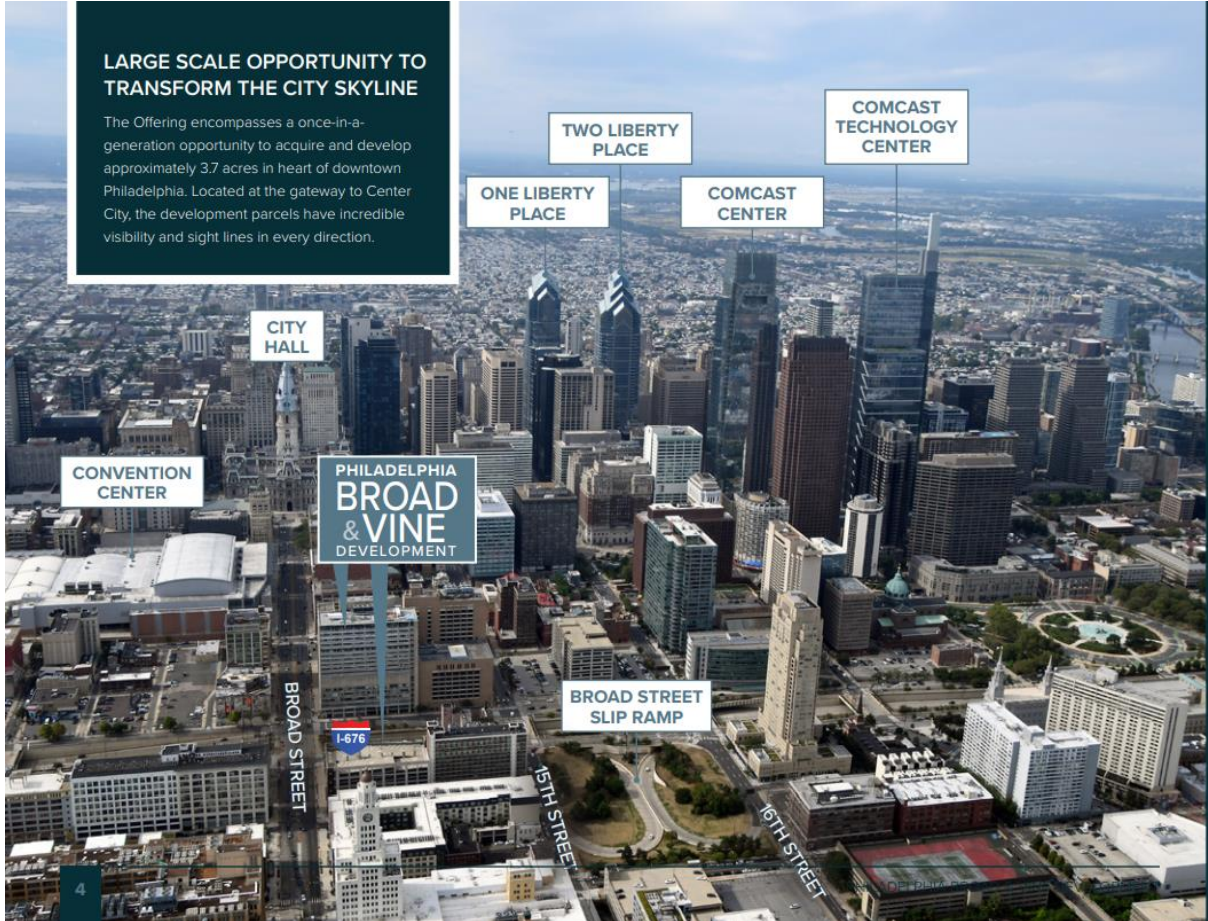 LARGE SCALE OPPORTUNITY TO
TRANSFORM THE CITY SKYLINE
The Offering encompasses a once-in-a-
generation opportunity to acquire and develop
approximately 3.7 acres in heart of downtown
Philadelphia. Located at the gateway to Center
City, the development parcels have incredible
visibility and sight lines in every direction.
TWO LIBERTY
PLACE
COMCAST
TECHNOLOGY
CENTER
ONE LIBERTY
PLACE
COMCAST
CENTER
CITY
HALL
CONVENTION
CENTER
PHILADELPHIA
BROAD
&VINE
DEVELOPMENT
BROAD STREET
SLIP RAMP
BROAD STREET
I-676
15TH STREET
16TH STREET
4